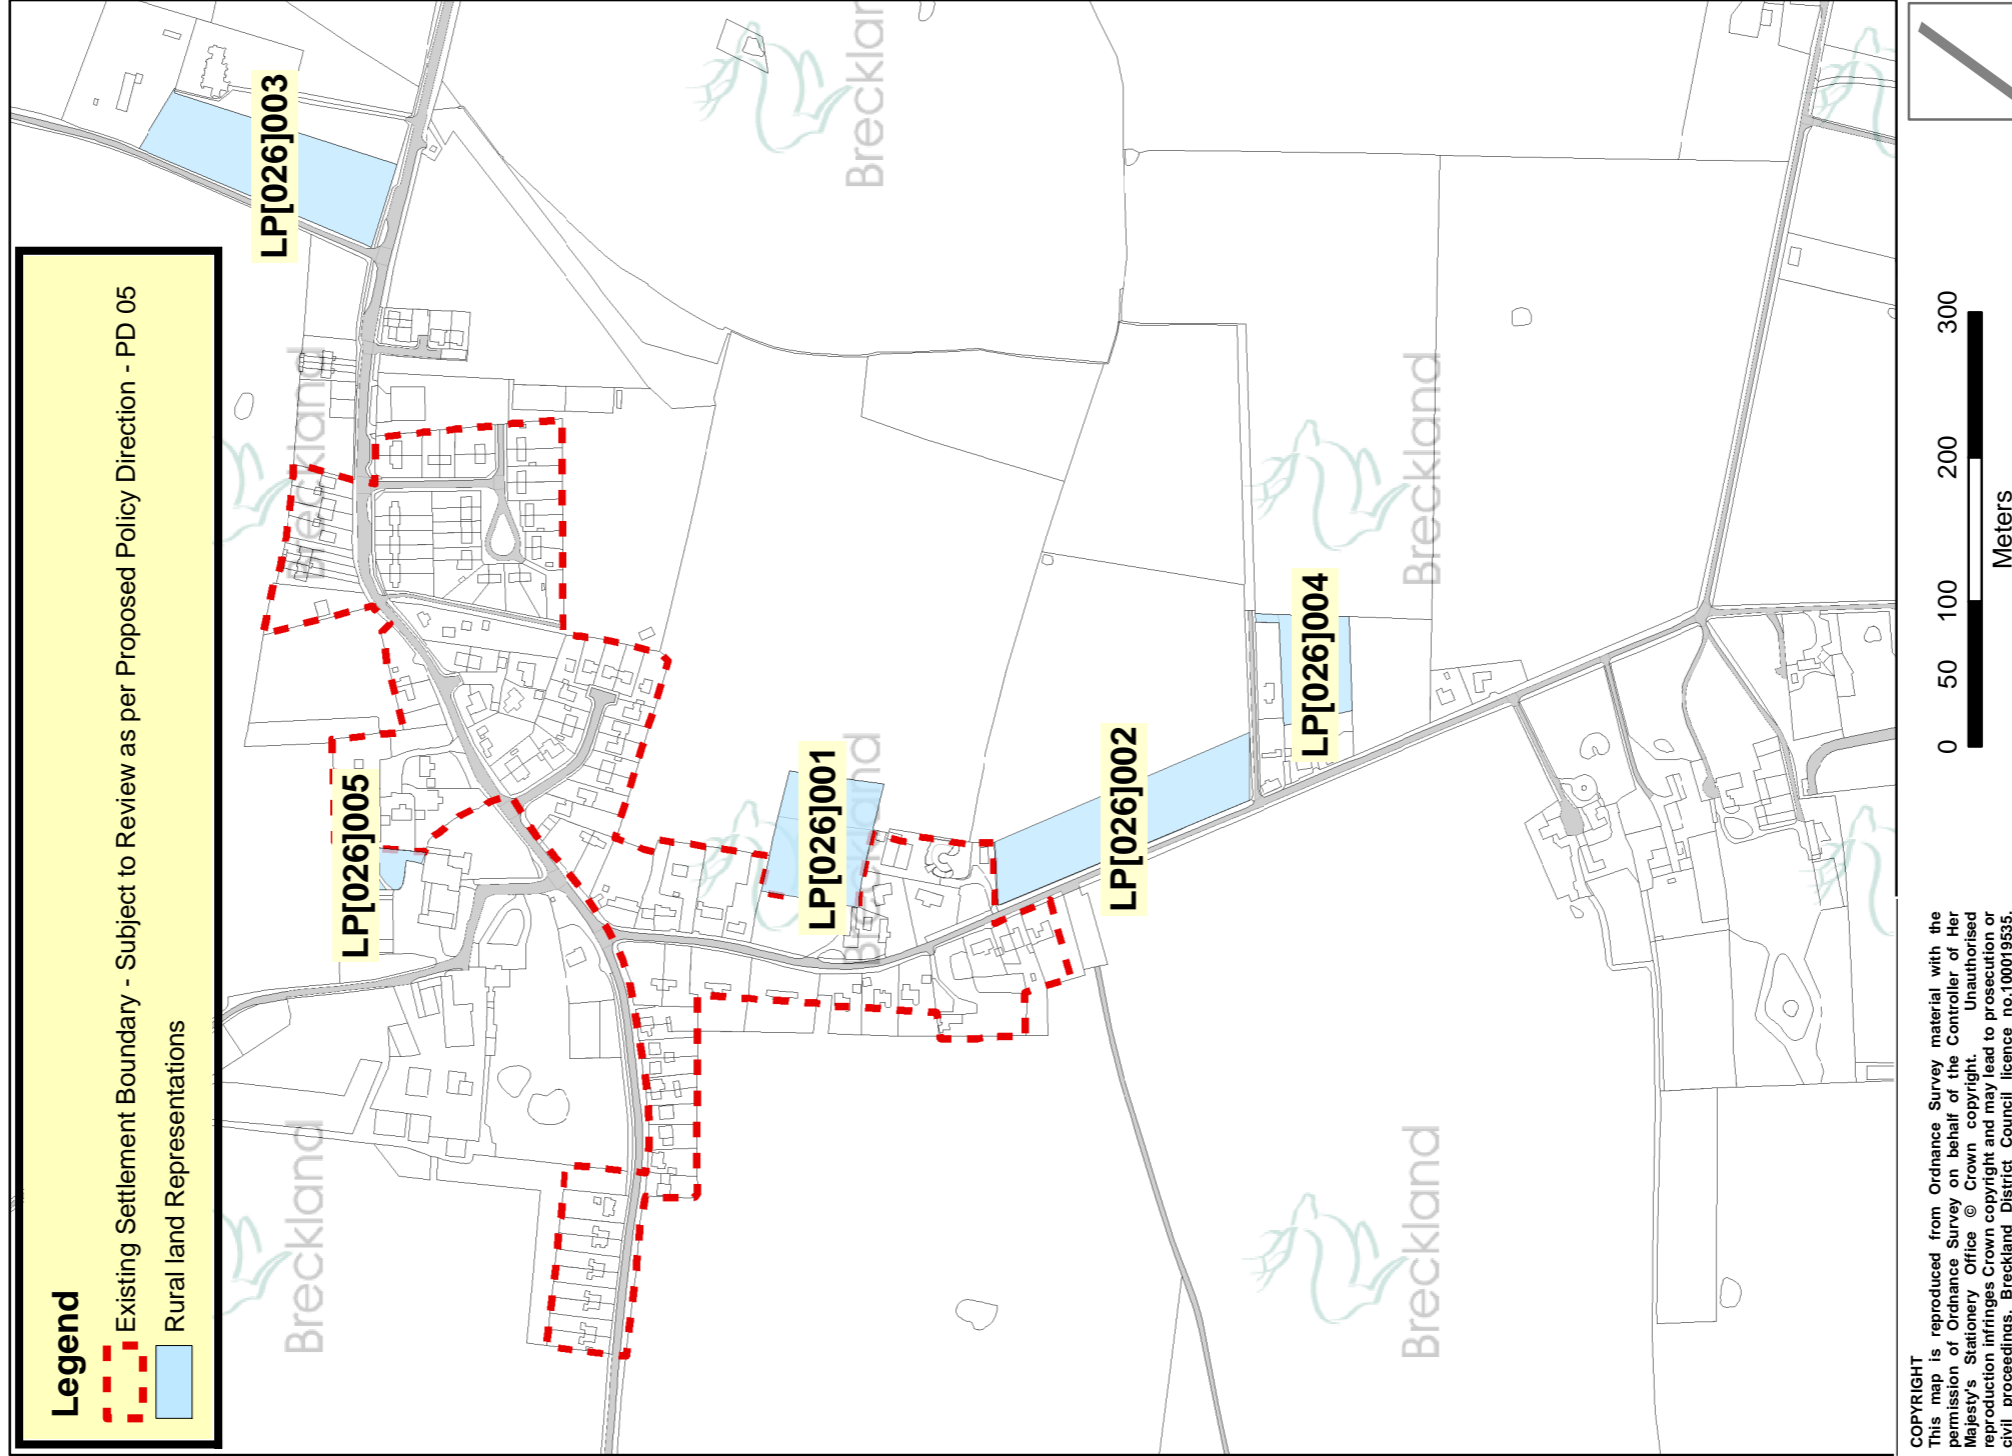 Legend
Existing Settlement Boundary - Subject to Review as per Proposed Policy Direction - PD 05
Rural land Representations
LP[026]003
LP[026]005
LP[026]001
LP[026]002
LP[026]004
Breckland
Breckland
Breckland
Breckland
Breckland
Brecklan
0 50 100 200 300
Meters
COPYRIGHT
This map is reproduced from Ordnance Survey material with the
permission of Ordnance Survey on behalf of the Controller of Her
Majesty's Stationery Office © Crown copyright. Unauthorised
reproduction infringes Crown copyright and may lead to prosecution or
civil proceedings. Breckland District Council licence no.100019535.